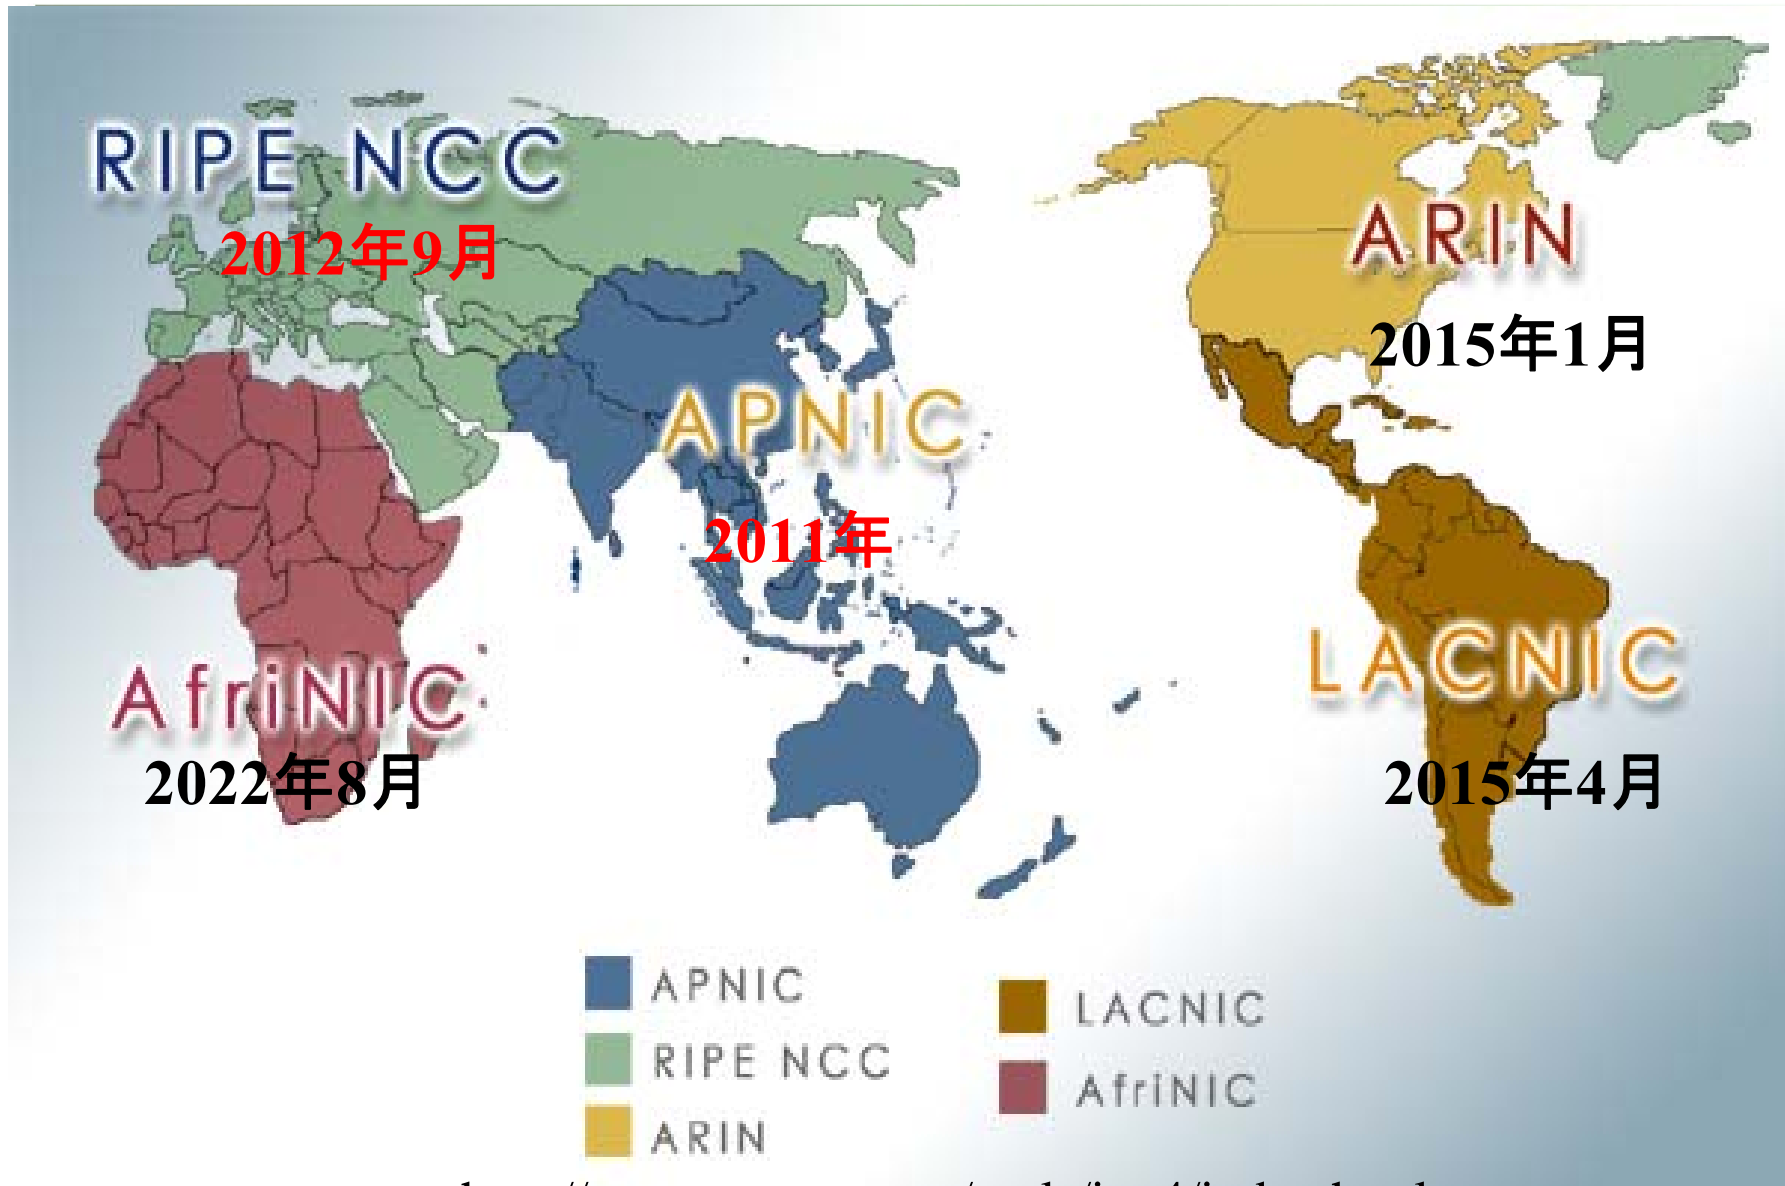 RIPE NCC
2012年9月
ARIN
2015年1月
APNIC
2011年
AfriNIC
2022年8月
LACNIC
2015年4月
APNIC
RIPE NCC
ARIN
LACNIC
AfriNIC